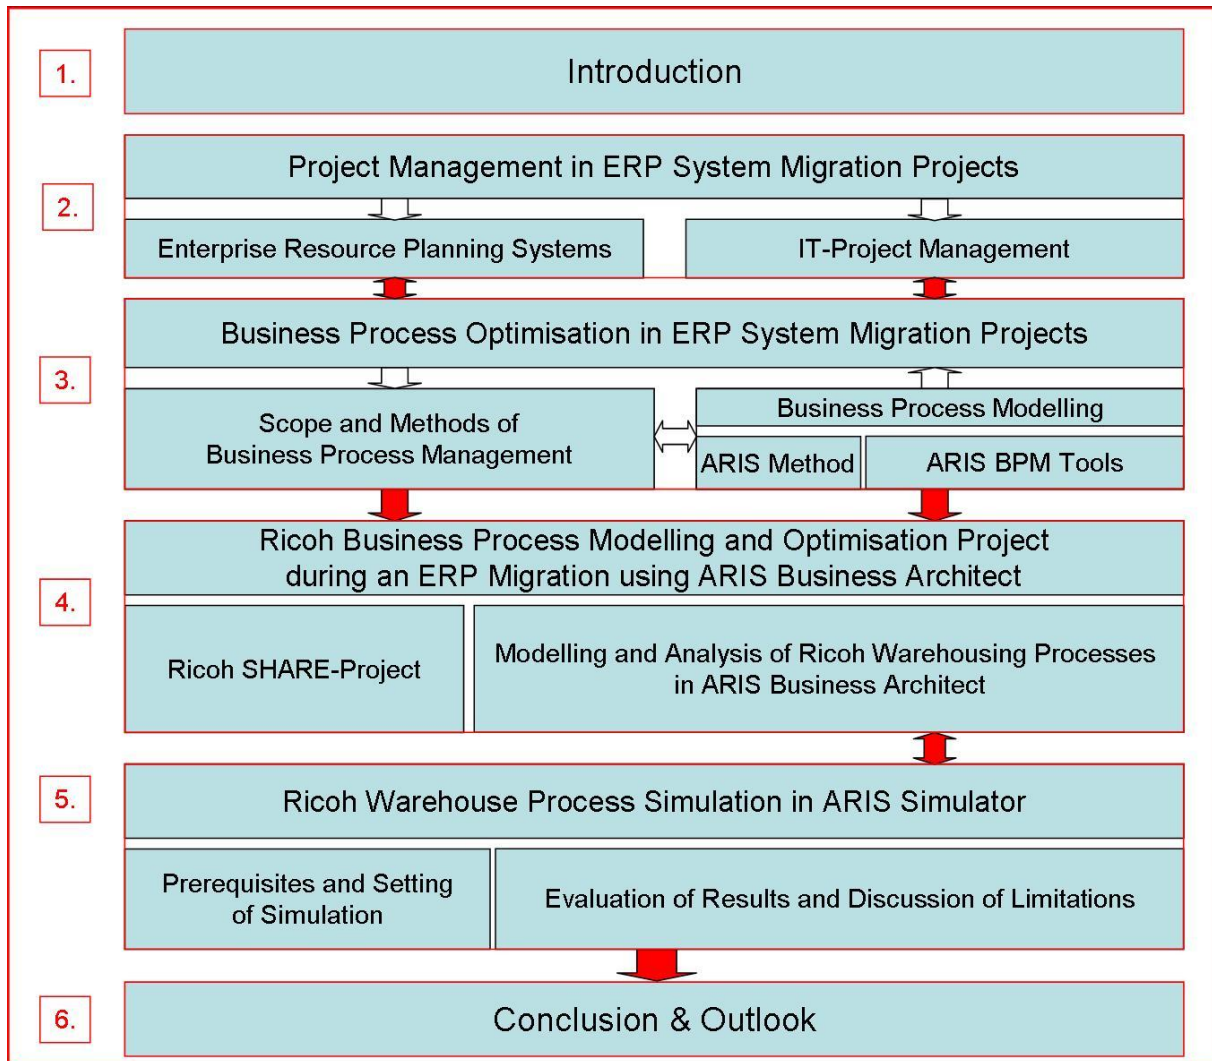 1.
Introduction
2.
Project Management in ERP System Migration Projects
Enterprise Resource Planning Systems
IT-Project Management
3.
Business Process Optimisation in ERP System Migration Projects
Scope and Methods of
Business Process Management
Business Process Modelling
ARIS Method
ARIS BPM Tools
4.
Ricoh Business Process Modelling and Optimisation Project
during an ERP Migration using ARIS Business Architect
Ricoh SHARE-Project
Modelling and Analysis of Ricoh Warehousing Processes
in ARIS Business Architect
5.
Ricoh Warehouse Process Simulation in ARIS Simulator
Prerequisites and Setting
of Simulation
Evaluation of Results and Discussion of Limitations
6.
Conclusion & Outlook